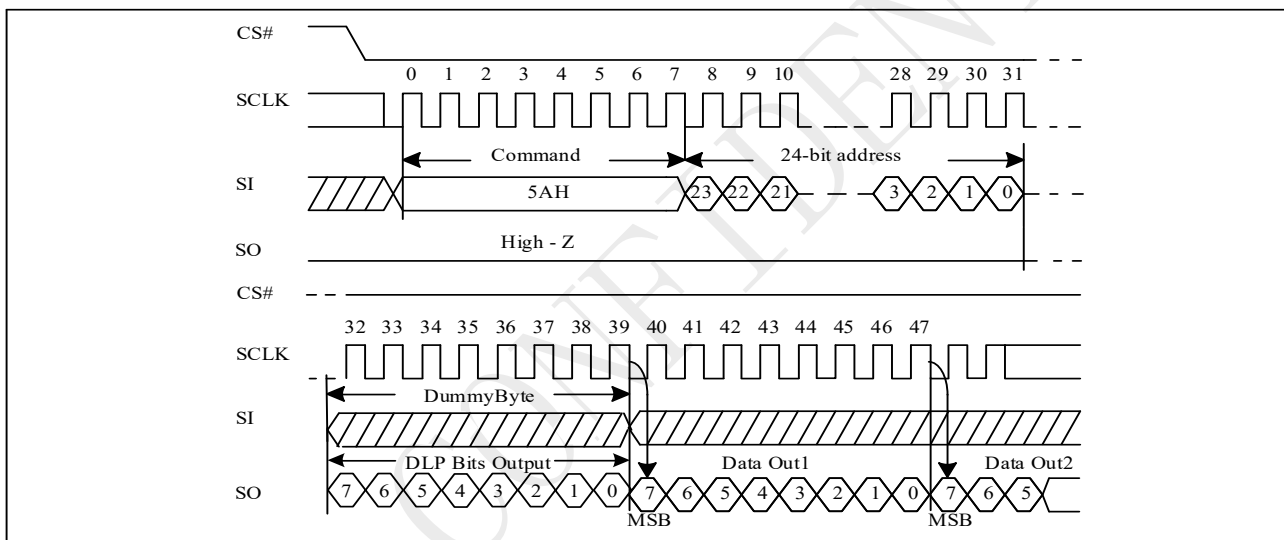 CS#
0 1 2 3 4 5 6 7 8 9 10 28 29 30 31
SCLK
Command 24-bit address
SI 5AH 23 22 21 3 2 1 0
SO High - Z
CS#
32 33 34 35 36 37 38 39 40 41 42 43 44 45 46 47
SCLK
DummyByte
SI
DLP Bits Output Data Out1 Data Out2
SO 7 6 5 4 3 2 1 0 7 6 5 4 3 2 1 0 7 6 5
MSB MSB